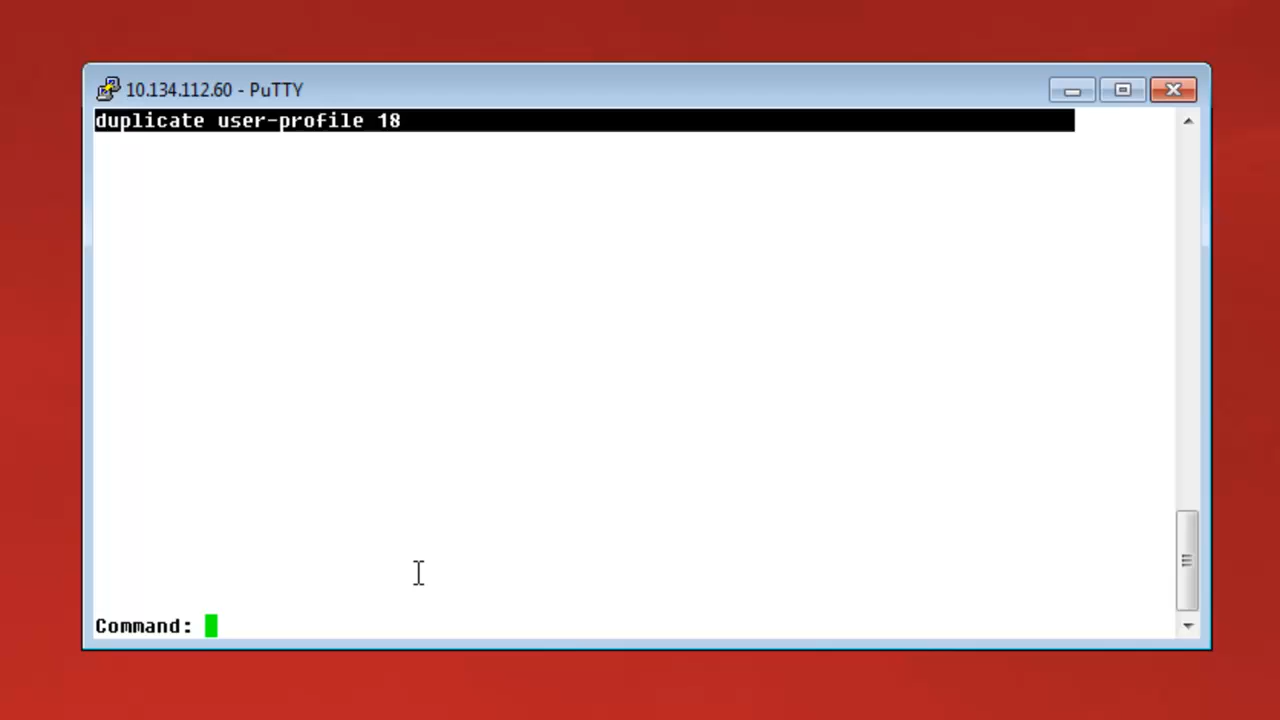 10.134.112.60 - PuTTY
duplicate user-profile 18
Command: